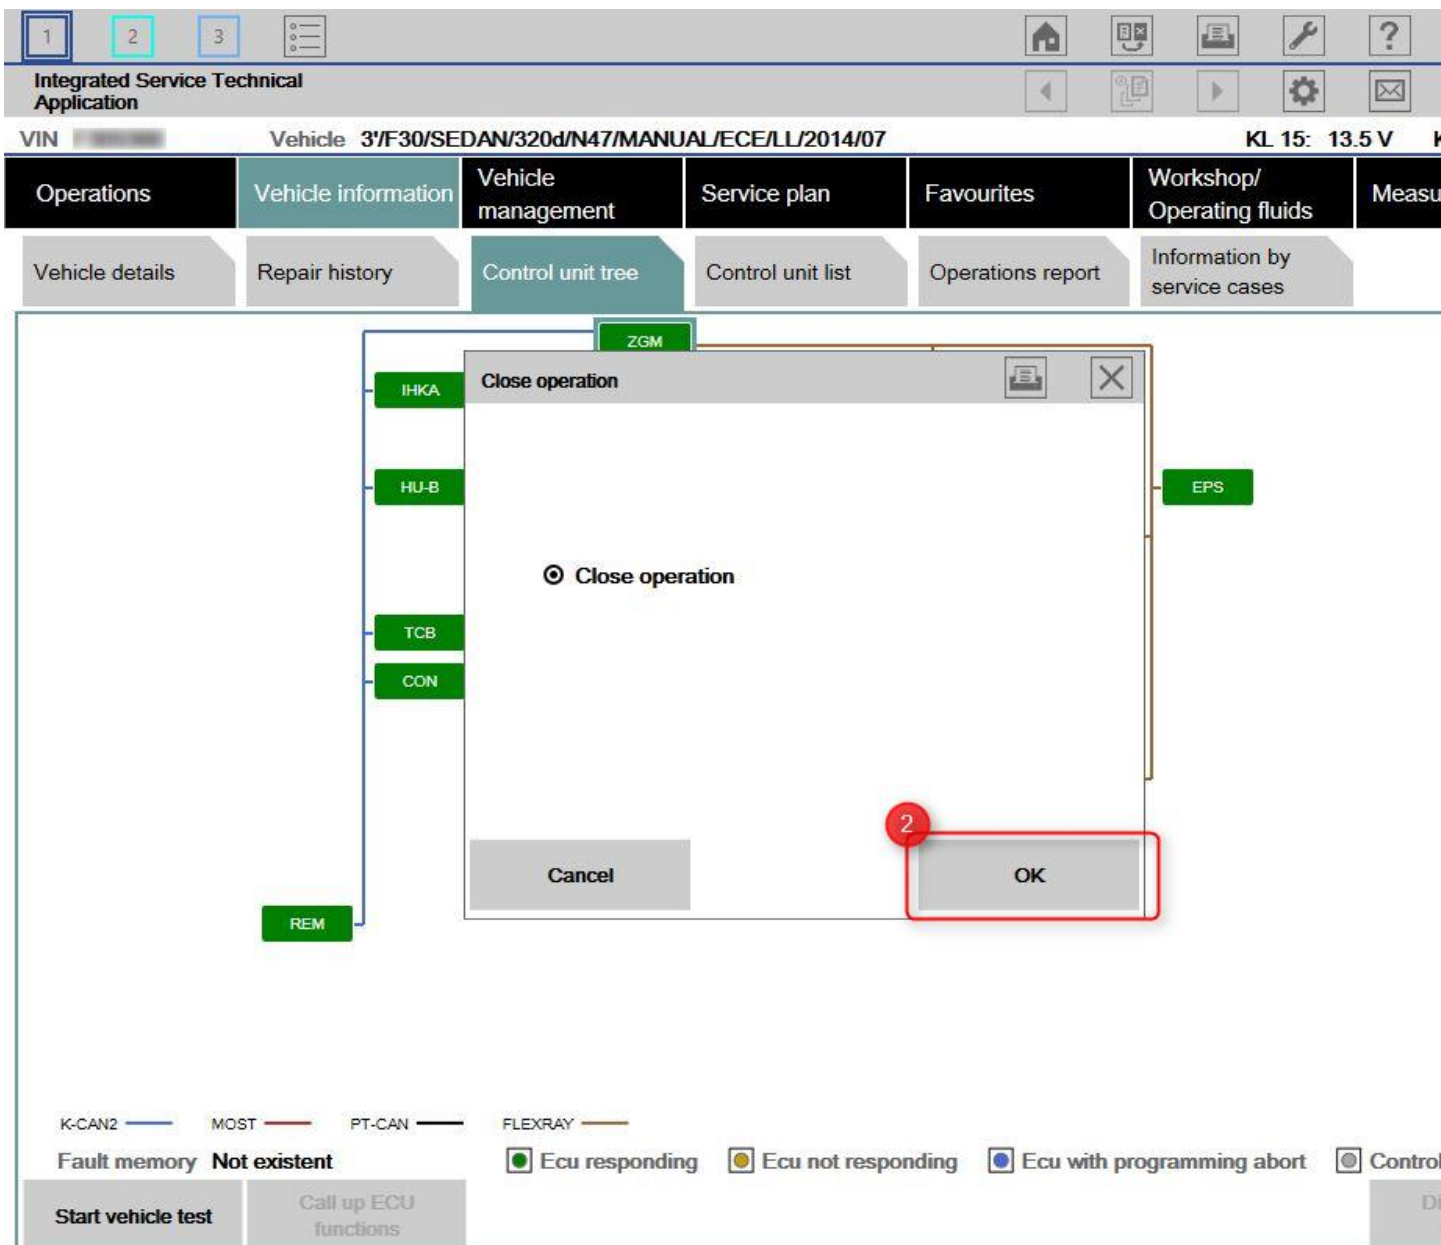 1 2 3
Integrated Service Technical
Application
VIN Vehicle 3'/F30/SEDAN/320d/N47/MANUAL/ECE/LL/2014/07 KL 15: 13.5 V
Operations
Vehicle information
Vehicle
management
Service plan
Favourites
Workshop/
Operating fluids
Measu
Vehicle details
Repair history
Control unit tree
Control unit list
Operations report
Information by
service cases
ZGM
IHKA
Close operation
HU-B
EPS
Close operation
TCB
CON
2
Cancel
OK
REM
K-CAN2 MOST PT-CAN FLEXRAY
Fault memory Not existent Ecu responding Ecu not responding Ecu with programming abort Control
Start vehicle test
Call up ECU
functions